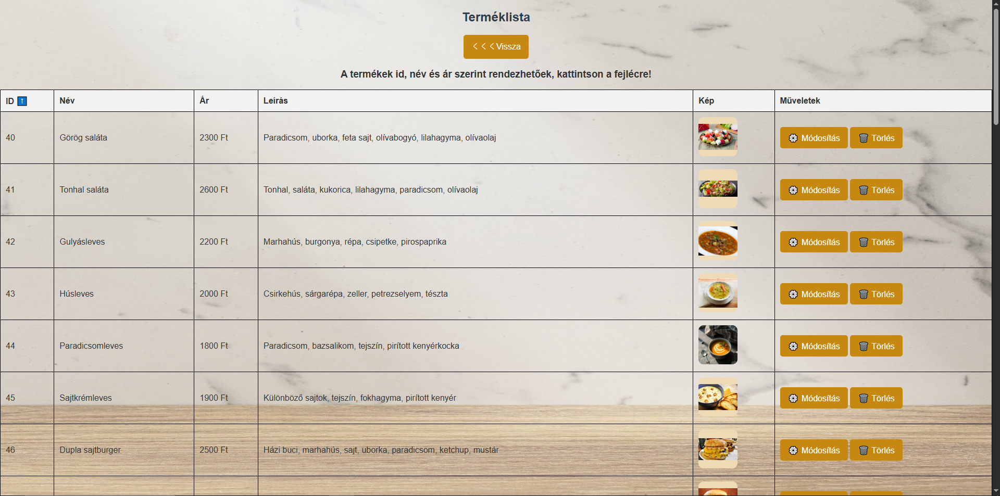 Terméklista
< < < Vissza
A termékek id, név és ár szerint rendezhetőek, kattintson a fejlécre!
ID ⬆ Név Ár Leírás Kép Műveletek
40 Görög saláta 2300 Ft Paradicsom, uborka, feta sajt, olívabogyó, lilahagyma, olívaolaj Módosítás Törlés
41 Tonhal saláta 2600 Ft Tonhal, saláta, kukorica, lilahagyma, paradicsom, olívaolaj Módosítás Törlés
42 Gulyásleves 2200 Ft Marhahús, burgonya, répa, csipetke, pirospaprika Módosítás Törlés
43 Húsleves 2000 Ft Csirkehús, sárgarépa, zeller, petrezselyem, tészta Módosítás Törlés
44 Paradicsomleves 1800 Ft Paradicsom, bazsalikom, tejszín, pirított kenyérkocka Módosítás Törlés
45 Sajtkrémleves 1900 Ft Különböző sajtok, tejszín, fokhagyma, pirított kenyér Módosítás Törlés
46 Dupla sajtburger 2500 Ft Házi buci, marhahús, sajt, uborka, paradicsom, ketchup, mustár Módosítás Törlés